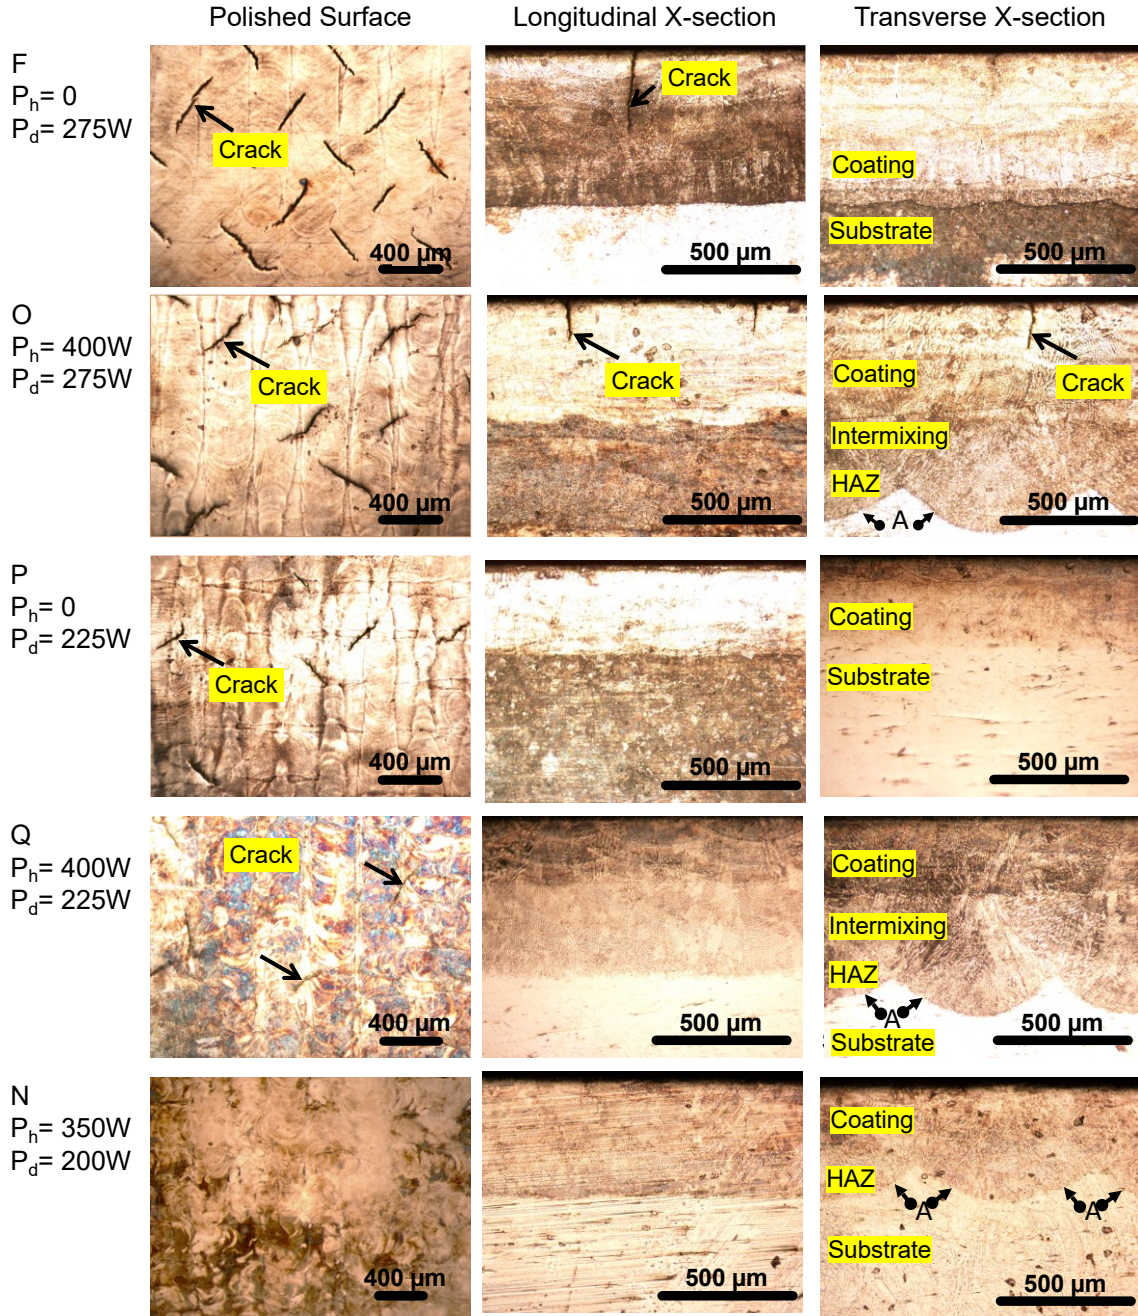 Polished Surface Longitudinal X-section Transverse X-section
F
Ph= 0
Pd= 275W
Crack
400 µm
Crack
500 µm
Coating
Substrate
500 µm
O
Ph= 400W
Pd= 275W
Crack
400 µm
Crack
500 µm
Coating
Crack
Intermixing
HAZ
500 µm
A
P
Ph= 0
Pd= 225W
Crack
400 µm
500 µm
Coating
Substrate
500 µm
Q
Ph= 400W
Pd= 225W
Crack
400 µm
500 µm
Coating
Intermixing
HAZ
A
500 µm
Substrate
N
Ph= 350W
Pd= 200W
400 µm
500 µm
Coating
HAZ
A A
Substrate
500 µm